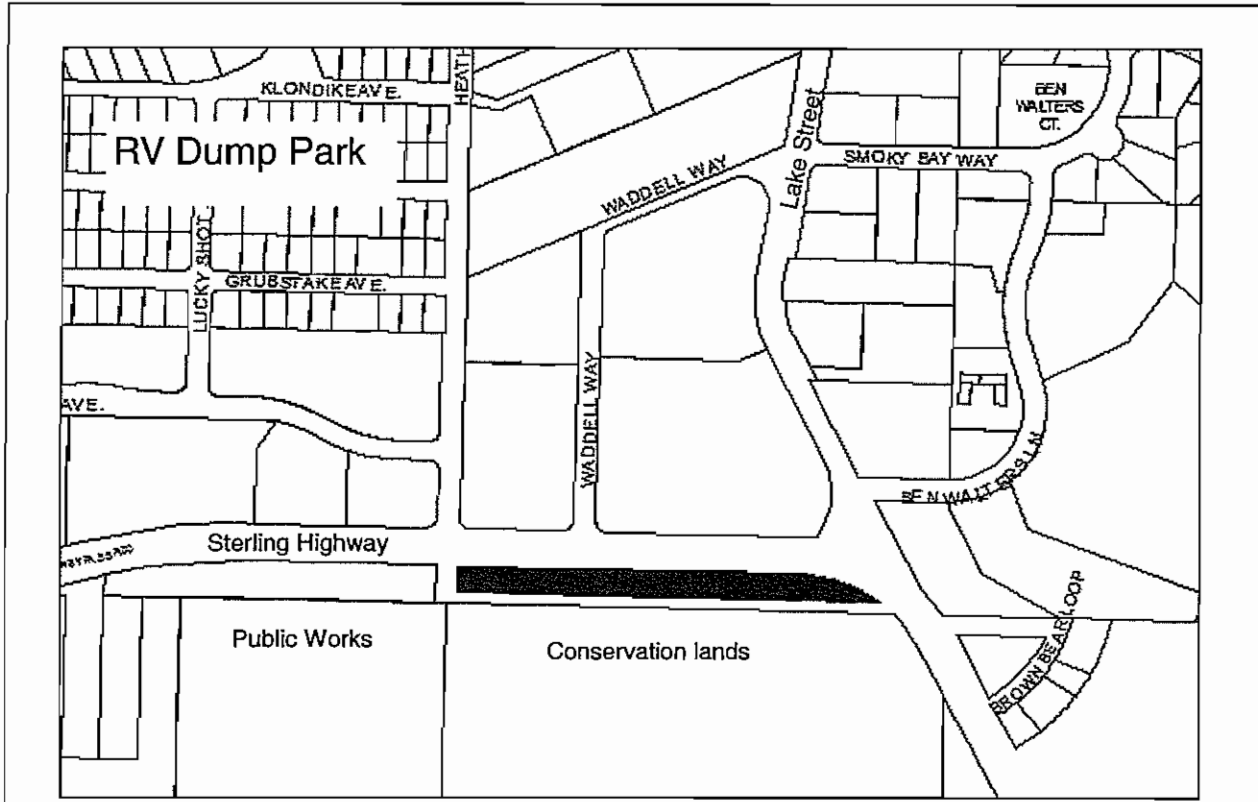 KLONDIKE AVE.
HEATH
RV Dump Park
BEN
WALTERS
CT.
Lake Street
SMOKY BAY WAY
WADDELL WAY
LUCKY SHOT
GRUBSTAKE AVE.
AVE.
WADDELL WAY
BEN WALTERS LN
Sterling Highway
Public Works
Conservation lands
BROWN BEAR LOOP